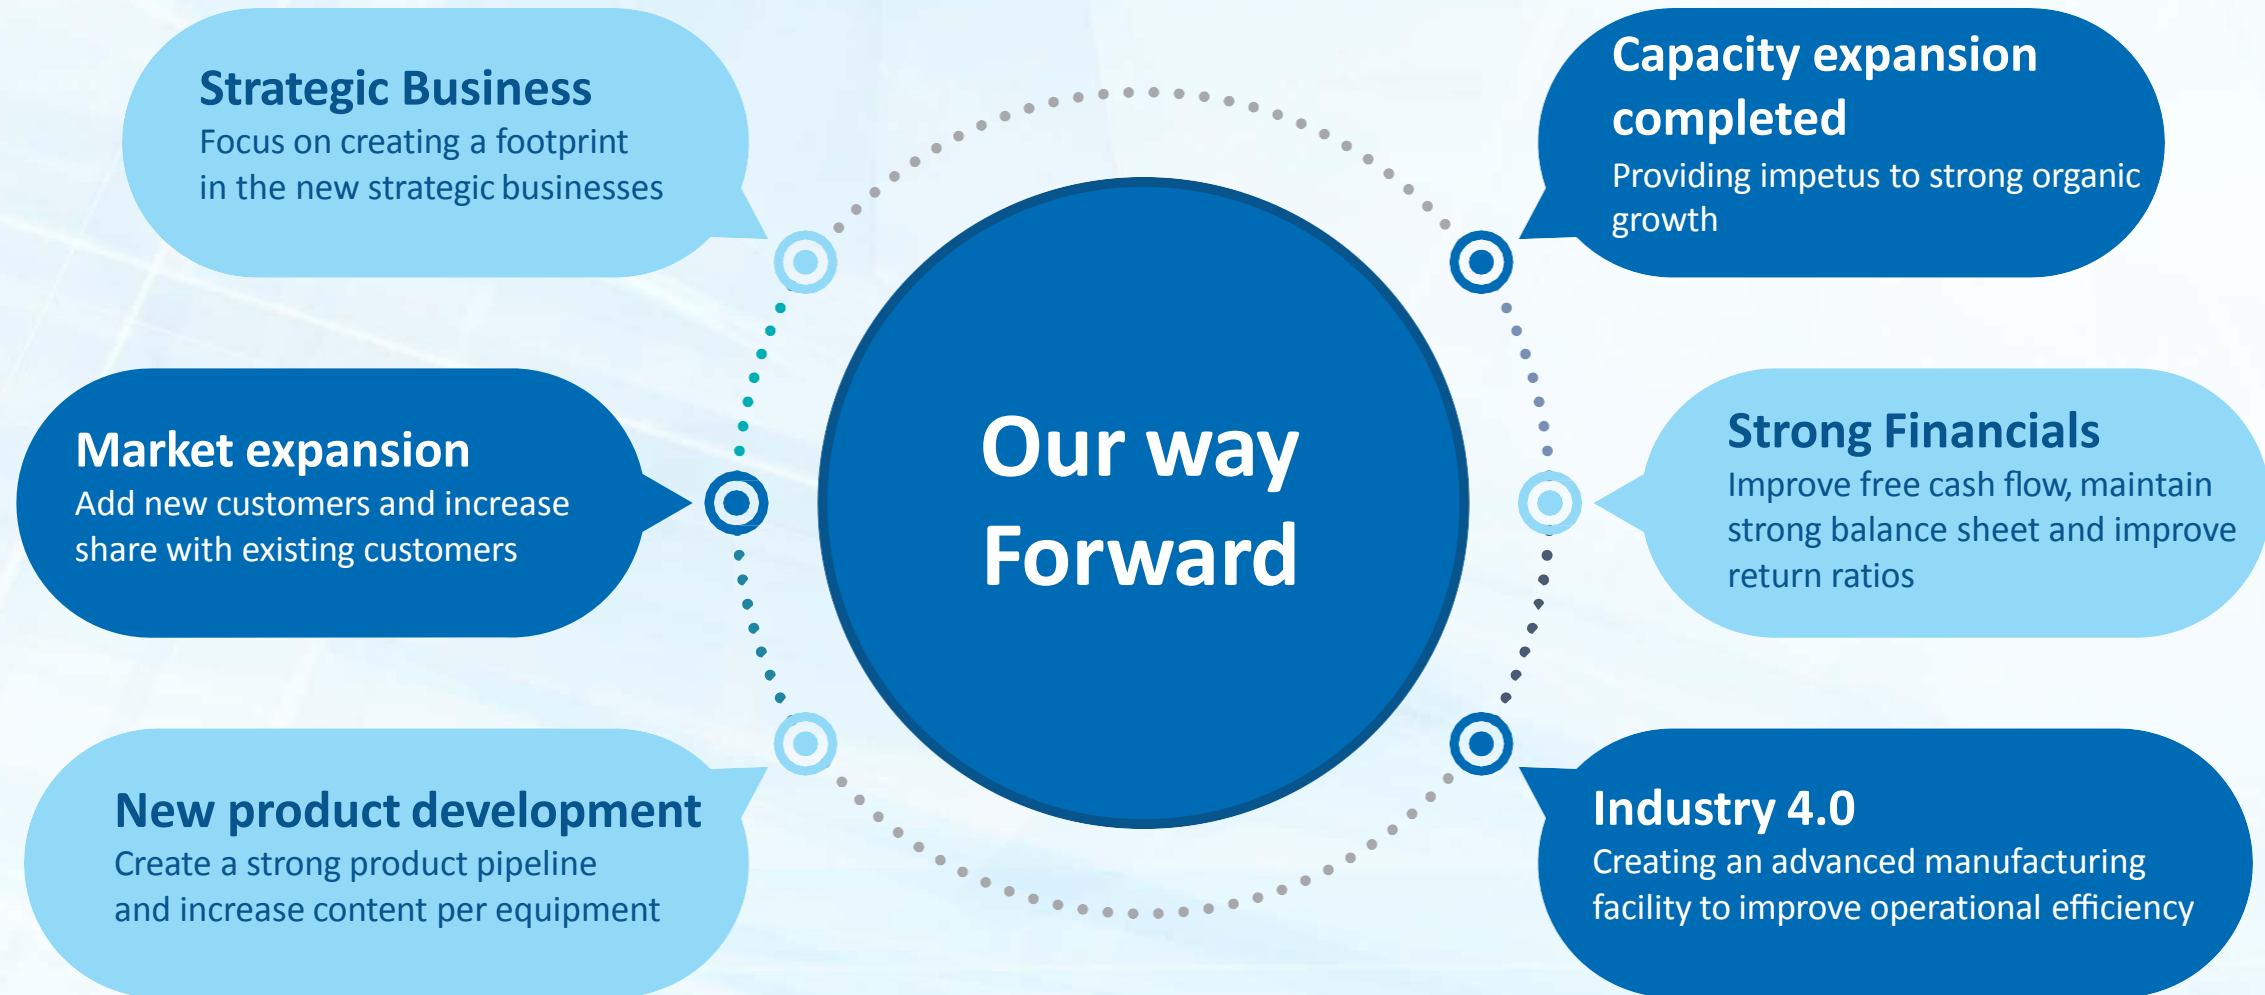 Strategic Business
Focus on creating a footprint
in the new strategic businesses
Market expansion
Add new customers and increase
share with existing customers
New product development
Create a strong product pipeline
and increase content per equipment
Our way
Forward
Capacity expansion
completed
Providing impetus to strong organic
growth
Strong Financials
Improve free cash flow, maintain
strong balance sheet and improve
return ratios
Industry 4.0
Creating an advanced manufacturing
facility to improve operational efficiency